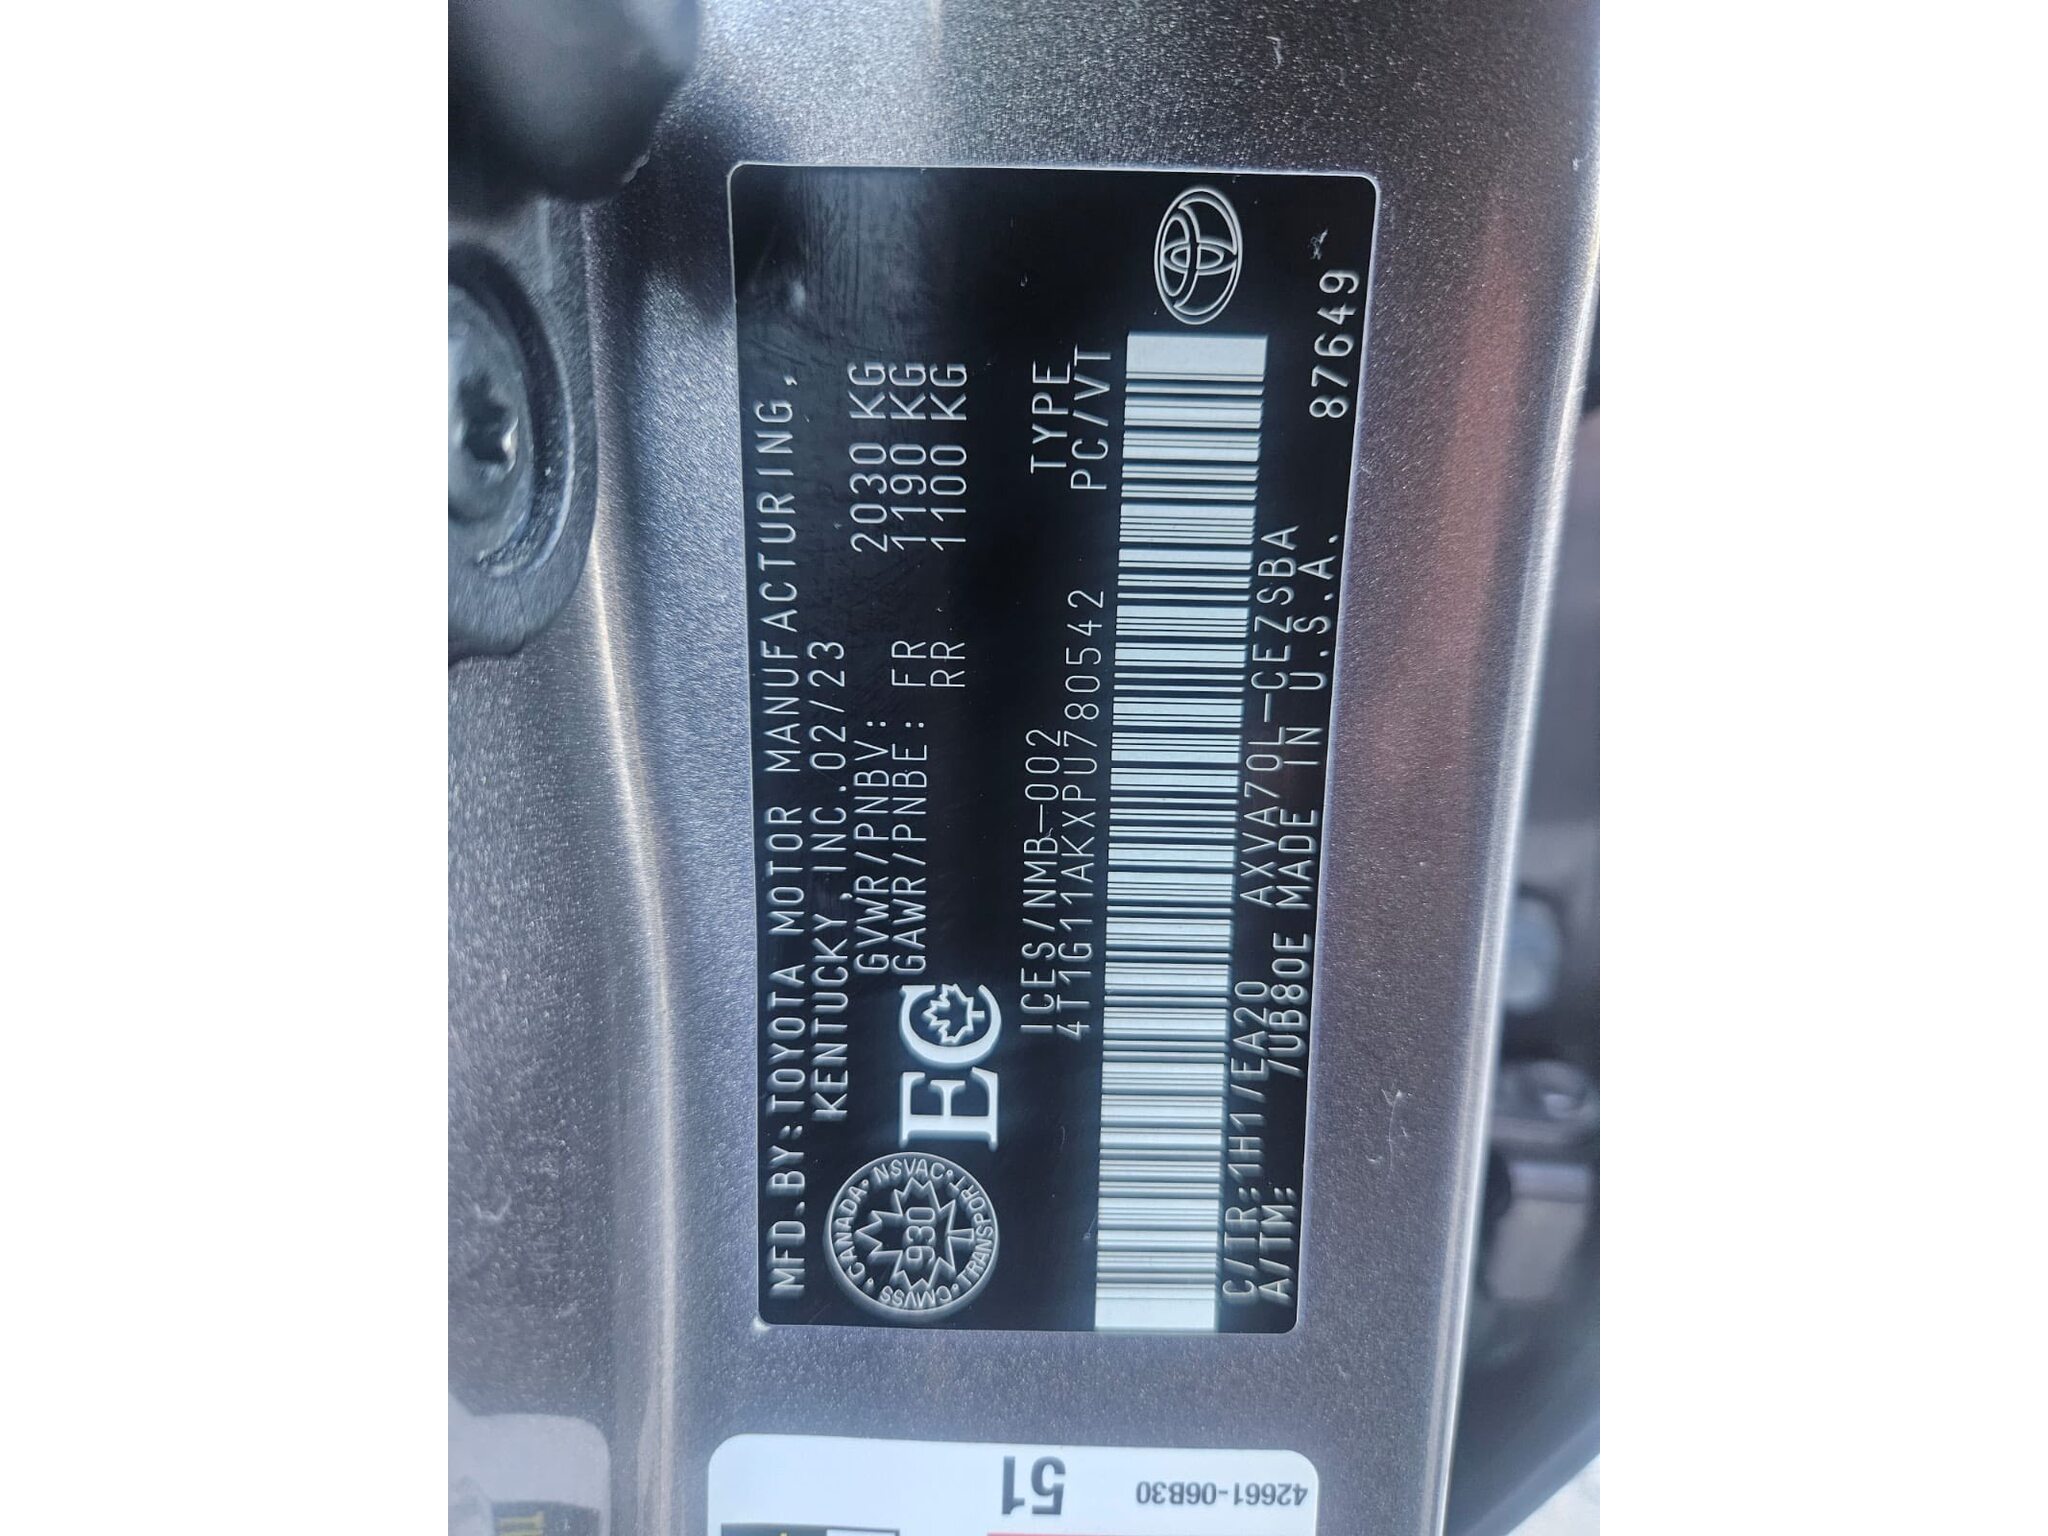 MFD.BY:TOYOTA MOTOR MANUFACTURING,
KENTUCKY,INC.02/23
GVWR/PNBV: 2030 KG
GAWR/PNBE: FR 1190 KG
RR 1100 KG
CANADA NSVAC
930
CMVSS TRANSPORT
EC
ICES/NMB-002 TYPE
4T1G11AKXPU780542 PC/VT
C/TR:1H1/EA20 AXVA70L-CEZSBA
A/TM: /UB80E MADE IN U.S.A. 87649
51
42661-06B30